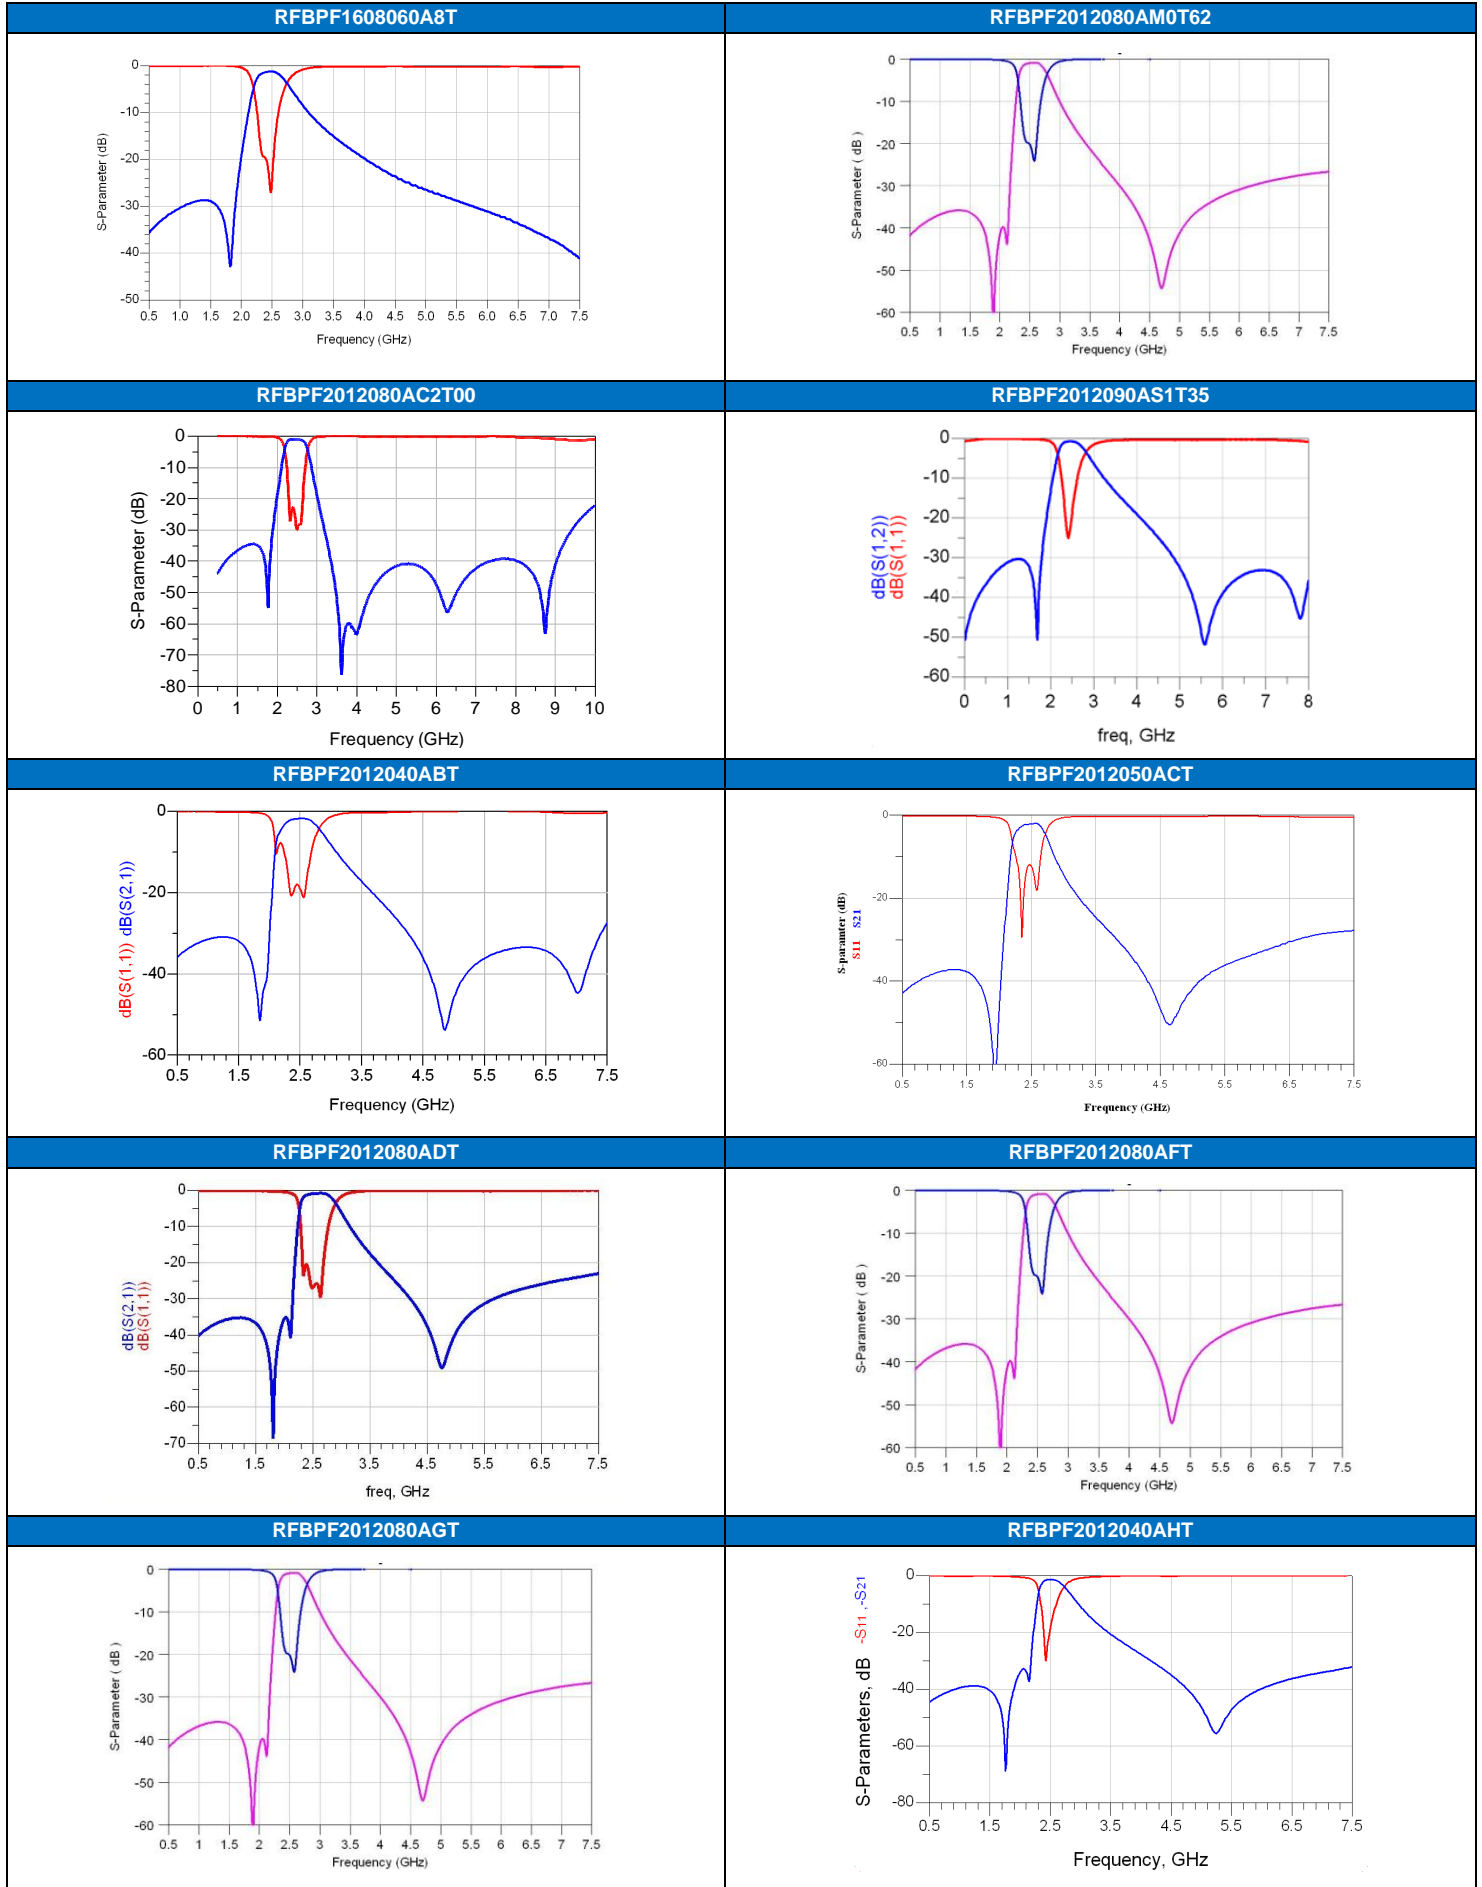 RFBPF1608060A8T
0
-10
-20
-30
-40
-50
S-Parameter (dB)
0.5 1.0 1.5 2.0 2.5 3.0 3.5 4.0 4.5 5.0 5.5 6.0 6.5 7.0 7.5
Frequency (GHz)
RFBPF2012080AM0T62
-
0
-10
-20
-30
-40
-50
-60
S-Parameter ( dB )
0.5 1 1.5 2 2.5 3 3.5 4 4.5 5 5.5 6 6.5 7 7.5
Frequency (GHz)
RFBPF2012080AC2T00
0
-10
-20
-30
-40
-50
-60
-70
-80
S-Parameter (dB)
0 1 2 3 4 5 6 7 8 9 10
Frequency (GHz)
RFBPF2012090AS1T35
0
-10
-20
-30
-40
-50
-60
dB(S(1,2))
dB(S(1,1))
0 1 2 3 4 5 6 7 8
freq, GHz
RFBPF2012040ABT
0
-20
-40
-60
dB(S(1,1)) dB(S(2,1))
0.5 1.5 2.5 3.5 4.5 5.5 6.5 7.5
Frequency (GHz)
RFBPF2012050ACT
0
-20
-40
-60
S-paramter (dB)
S11 S21
0.5 1.5 2.5 3.5 4.5 5.5 6.5 7.5
Frequency (GHz)
RFBPF2012080ADT
0
-10
-20
-30
-40
-50
-60
-70
dB(S(2,1))
dB(S(1,1))
0.5 1.5 2.5 3.5 4.5 5.5 6.5 7.5
freq, GHz
RFBPF2012080AFT
-
0
-10
-20
-30
-40
-50
-60
S-Parameter ( dB )
0.5 1 1.5 2 2.5 3 3.5 4 4.5 5 5.5 6 6.5 7 7.5
Frequency (GHz)
RFBPF2012080AGT
-
0
-10
-20
-30
-40
-50
-60
S-Parameter ( dB )
0.5 1 1.5 2 2.5 3 3.5 4 4.5 5 5.5 6 6.5 7 7.5
Frequency (GHz)
RFBPF2012040AHT
0
-20
-40
-60
-80
S-Parameters, dB -S11 ,-S21
0.5 1.5 2.5 3.5 4.5 5.5 6.5 7.5
Frequency, GHz